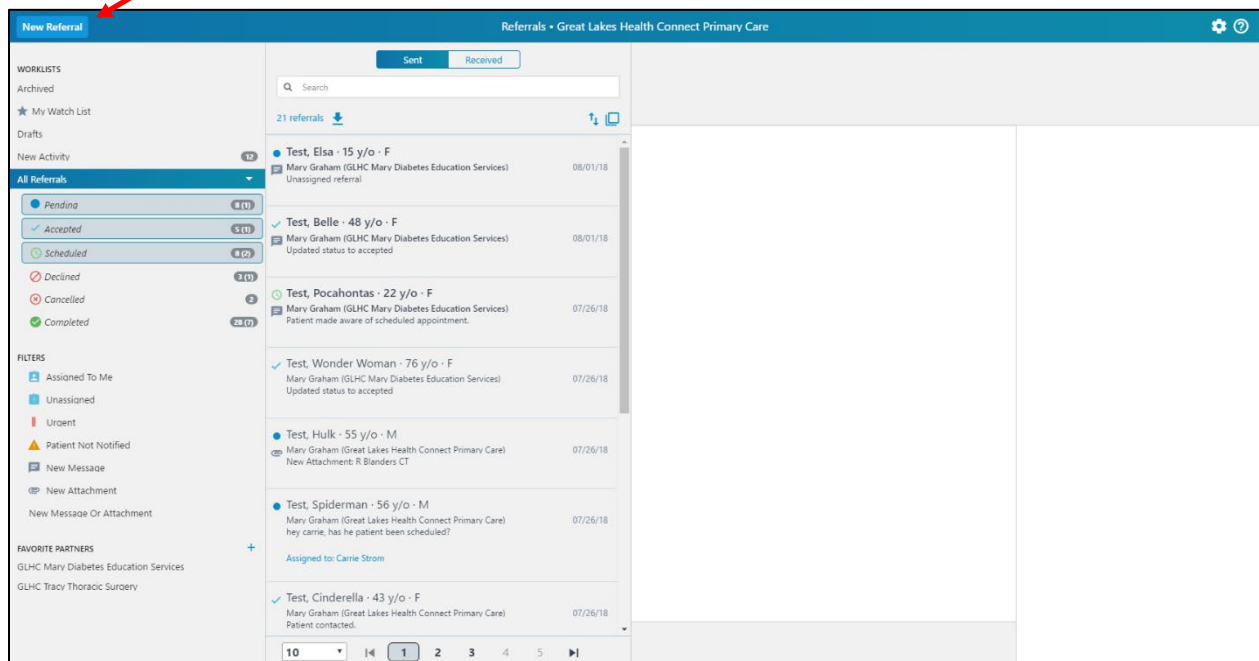 New Referral
Referrals • Great Lakes Health Connect Primary Care
WORKLISTS
Archived
My Watch List
Drafts
New Activity 12
All Referrals
Pending 8 (1)
Accepted 5 (1)
Scheduled 8 (2)
Declined 3 (1)
Cancelled 2
Completed 28 (7)
FILTERS
Assigned To Me
Unassigned
Urgent
Patient Not Notified
New Message
New Attachment
New Message Or Attachment
FAVORITE PARTNERS +
GLHC Mary Diabetes Education Services
GLHC Tracy Thoracic Surgery
Sent Received
Search
21 referrals
Test, Elsa · 15 y/o · F
Mary Graham (GLHC Mary Diabetes Education Services) 08/01/18
Unassigned referral
Test, Belle · 48 y/o · F
Mary Graham (GLHC Mary Diabetes Education Services) 08/01/18
Updated status to accepted
Test, Pocahontas · 22 y/o · F
Mary Graham (GLHC Mary Diabetes Education Services) 07/26/18
Patient made aware of scheduled appointment.
Test, Wonder Woman · 76 y/o · F
Mary Graham (GLHC Mary Diabetes Education Services) 07/26/18
Updated status to accepted
Test, Hulk · 55 y/o · M
Mary Graham (Great Lakes Health Connect Primary Care) 07/26/18
New Attachment: R Blanders CT
Test, Spiderman · 56 y/o · M
Mary Graham (Great Lakes Health Connect Primary Care) 07/26/18
hey carrie, has he patient been scheduled?
Assigned to: Carrie Strom
Test, Cinderella · 43 y/o · F
Mary Graham (Great Lakes Health Connect Primary Care) 07/26/18
Patient contacted.
10 1 2 3 4 5